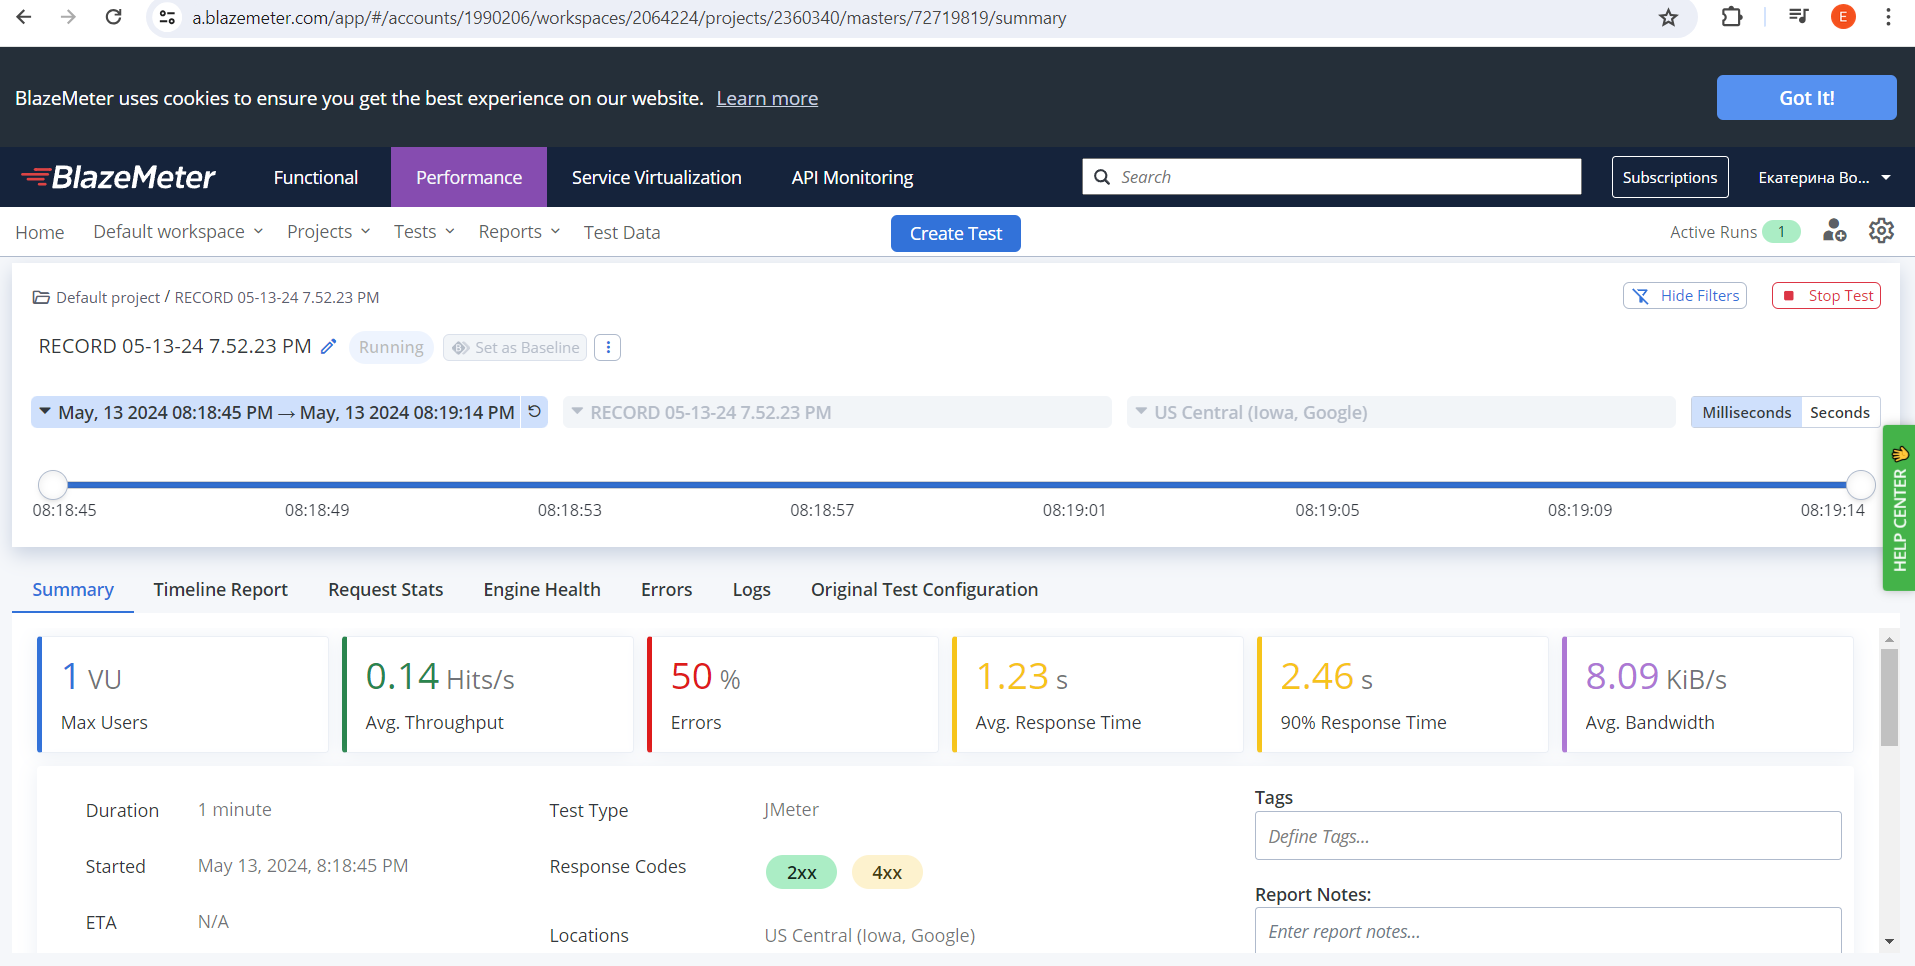 a.blazemeter.com/app/#/accounts/1990206/workspaces/2064224/projects/2360340/masters/72719819/summary
E
BlazeMeter uses cookies to ensure you get the best experience on our website. Learn more
Got It!
BlazeMeter
Functional
Performance
Service Virtualization
API Monitoring
Search
Subscriptions
Екатерина Во...
Home
Default workspace
Projects
Tests
Reports
Test Data
Create Test
Active Runs 1
Default project / RECORD 05-13-24 7.52.23 PM
Hide Filters
Stop Test
RECORD 05-13-24 7.52.23 PM
Running
Set as Baseline
May, 13 2024 08:18:45 PM → May, 13 2024 08:19:14 PM
RECORD 05-13-24 7.52.23 PM
US Central (Iowa, Google)
Milliseconds
Seconds
08:18:45
08:18:49
08:18:53
08:18:57
08:19:01
08:19:05
08:19:09
08:19:14
HELP CENTER
Summary
Timeline Report
Request Stats
Engine Health
Errors
Logs
Original Test Configuration
1 VU
Max Users
0.14 Hits/s
Avg. Throughput
50 %
Errors
1.23 s
Avg. Response Time
2.46 s
90% Response Time
8.09 KiB/s
Avg. Bandwidth
Duration 1 minute
Started May 13, 2024, 8:18:45 PM
ETA N/A
Test Type JMeter
Response Codes 2xx 4xx
Locations US Central (Iowa, Google)
Tags
Define Tags...
Report Notes:
Enter report notes...